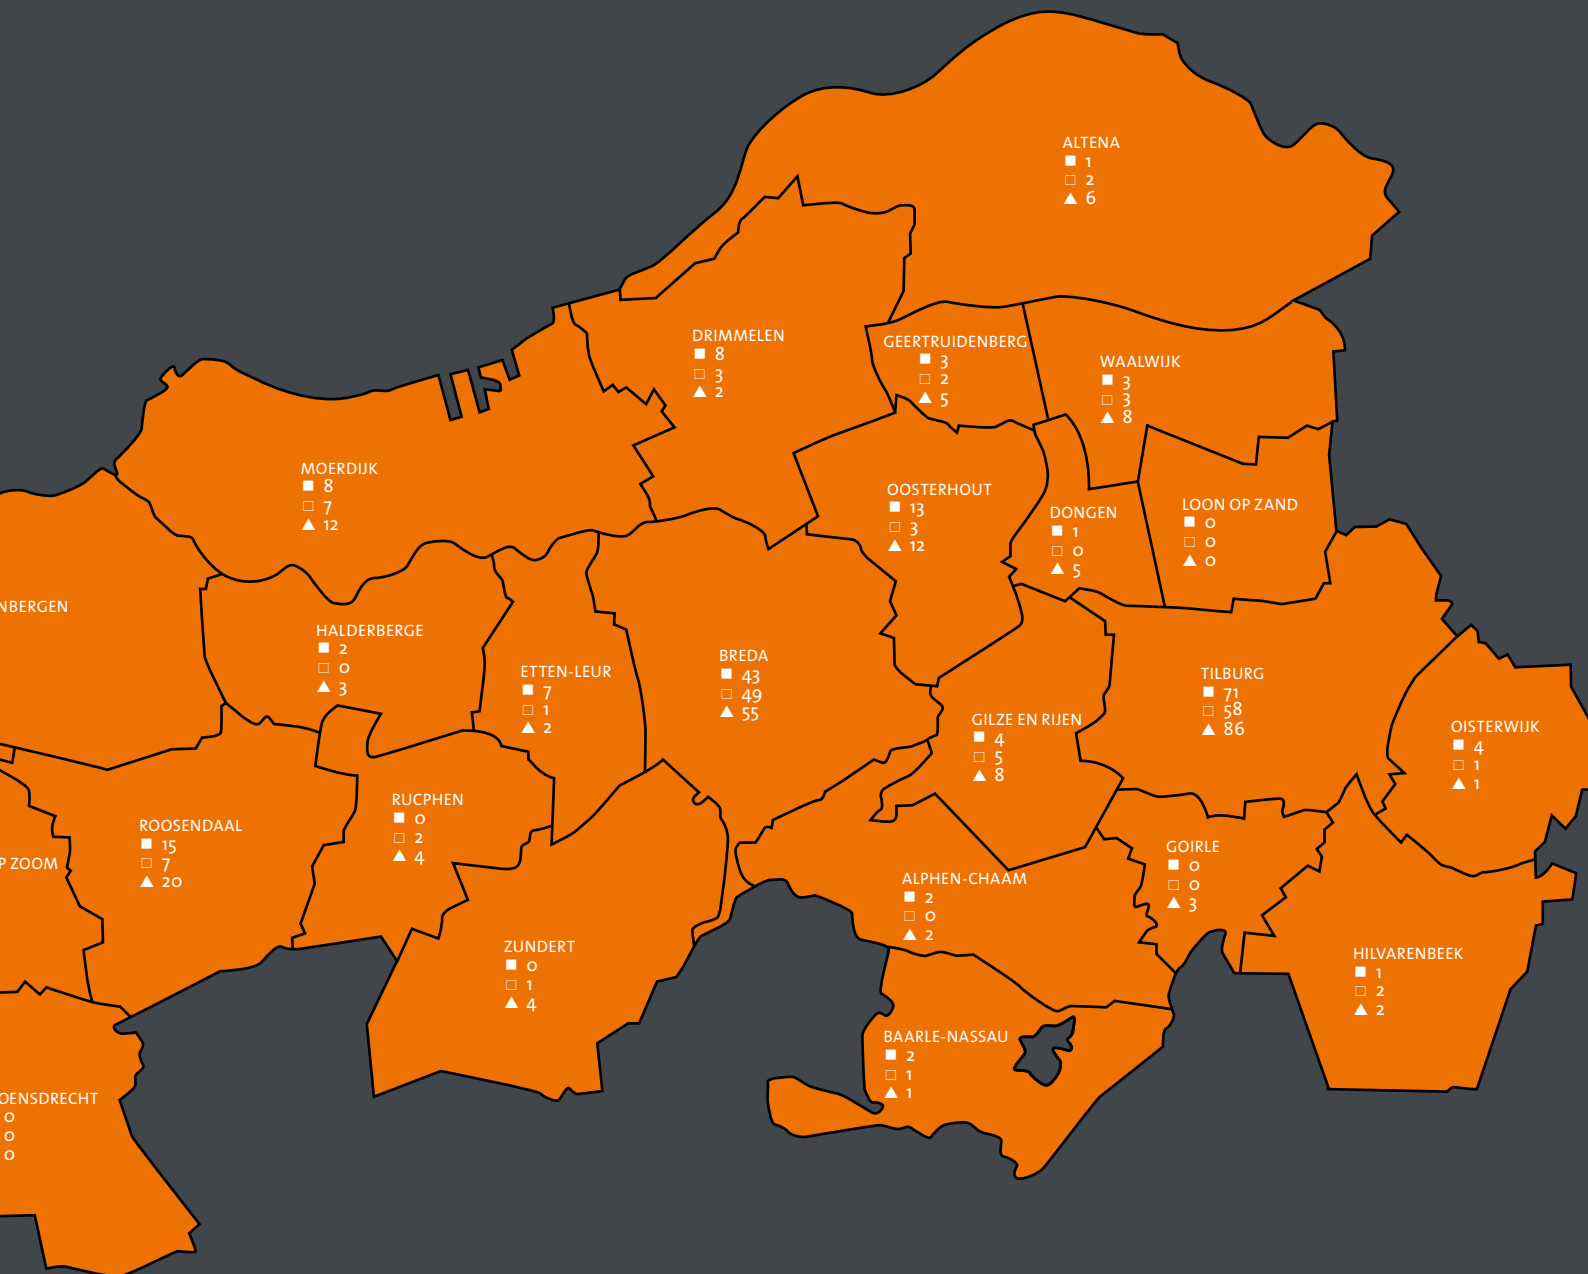 ALTENA
■ 1
□ 2
▲ 6
DRIMMELEN
■ 8
□ 3
▲ 2
GEERTRUIDENBERG
■ 3
□ 2
▲ 5
WAALWIJK
■ 3
□ 3
▲ 8
MOERDIJK
■ 8
□ 7
▲ 12
OOSTERHOUT
■ 13
□ 3
▲ 12
DONGEN
■ 1
□ 0
▲ 5
LOON OP ZAND
■ 0
□ 0
▲ 0
NBERGEN
HALDERBERGE
■ 2
□ 0
▲ 3
ETTEN-LEUR
■ 7
□ 1
▲ 2
BREDA
■ 43
□ 49
▲ 55
GILZE EN RIJEN
■ 4
□ 5
▲ 8
TILBURG
■ 71
□ 58
▲ 86
OISTERWIJK
■ 4
□ 1
▲ 1
ROOSENDAAL
■ 15
□ 7
▲ 20
RUCPHEN
■ 0
□ 2
▲ 4
P ZOOM
ALPHEN-CHAAM
■ 2
□ 0
▲ 2
GOIRLE
■ 0
□ 0
▲ 3
ZUNDERT
■ 0
□ 1
▲ 4
HILVARENBEEK
■ 1
□ 2
▲ 2
BAARLE-NASSAU
■ 2
□ 1
▲ 1
OENSDRECHT
0
0
0